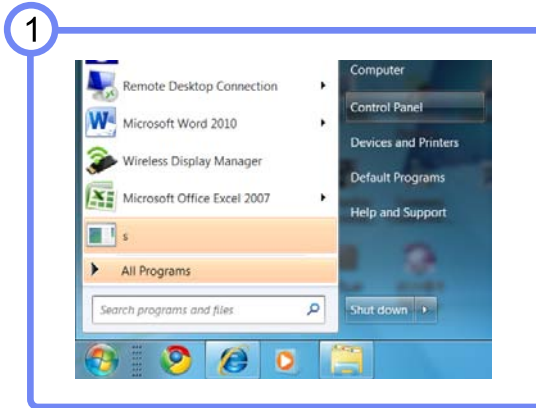 1
Remote Desktop Connection
Microsoft Word 2010
Wireless Display Manager
Microsoft Office Excel 2007
s
All Programs
Search programs and files
Computer
Control Panel
Devices and Printers
Default Programs
Help and Support
Shut down